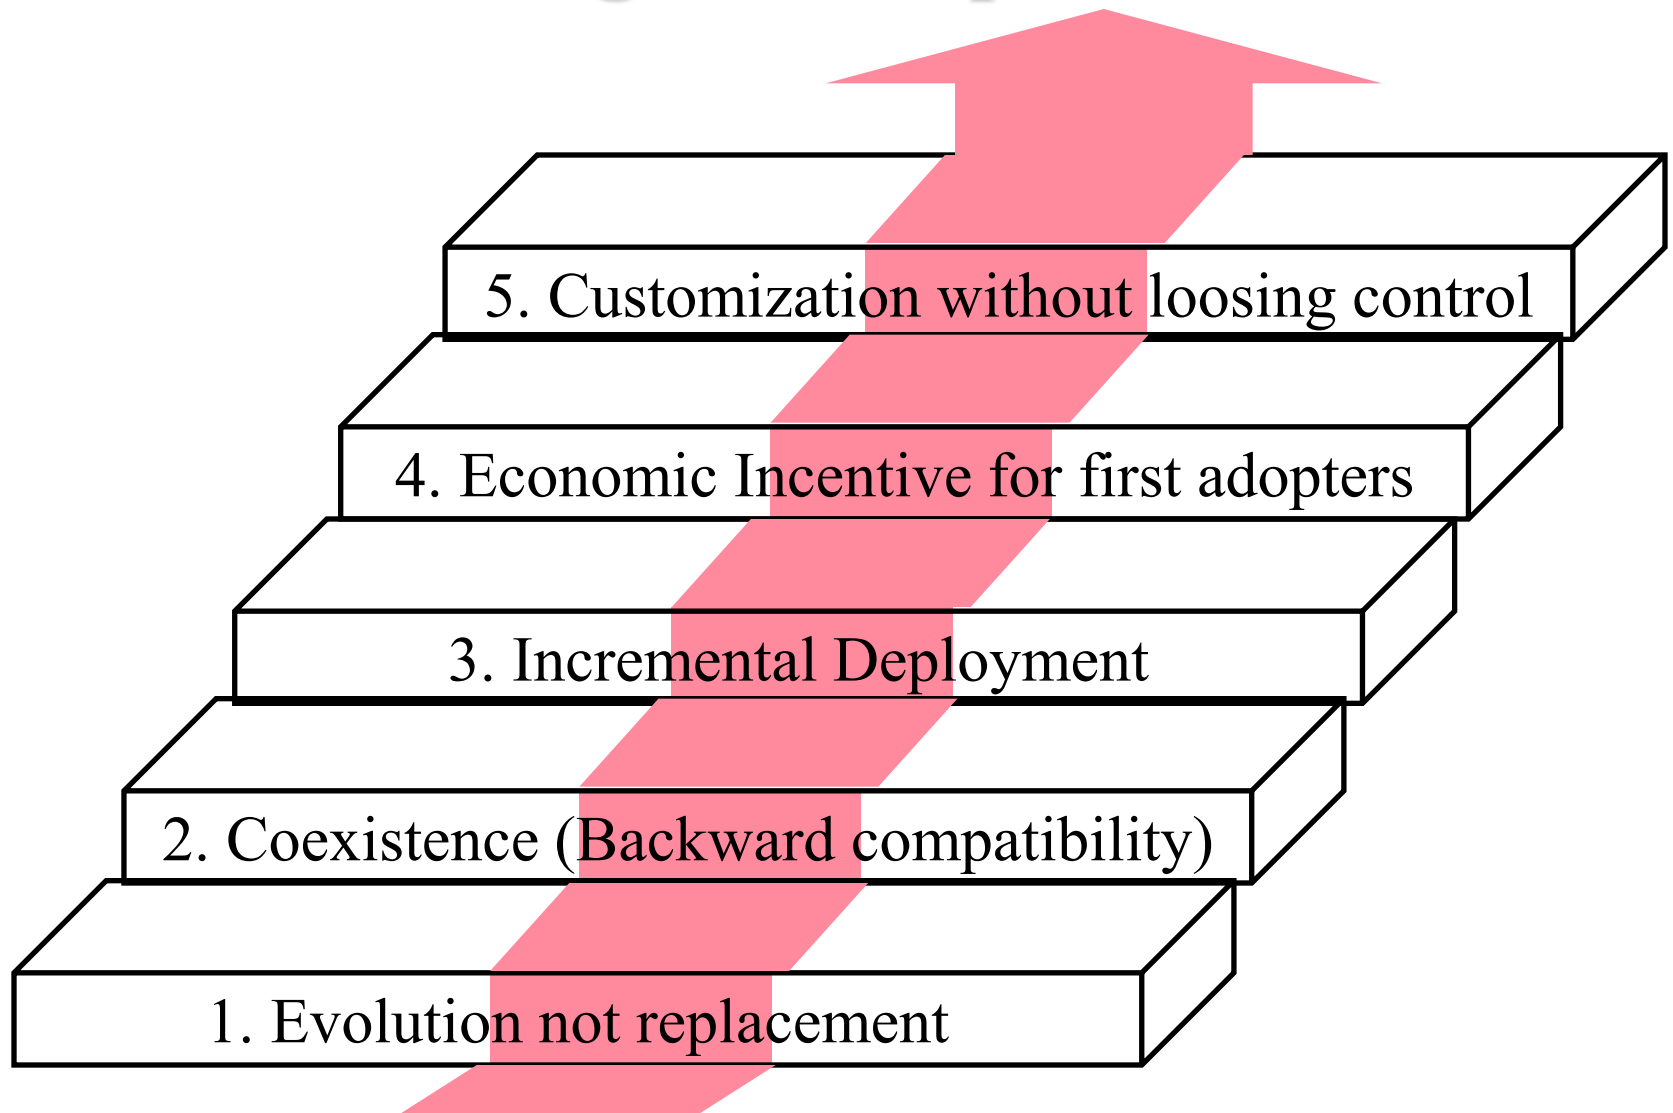 5. Customization without loosing control
4. Economic Incentive for first adopters
3. Incremental Deployment
2. Coexistence (Backward compatibility)
1. Evolution not replacement